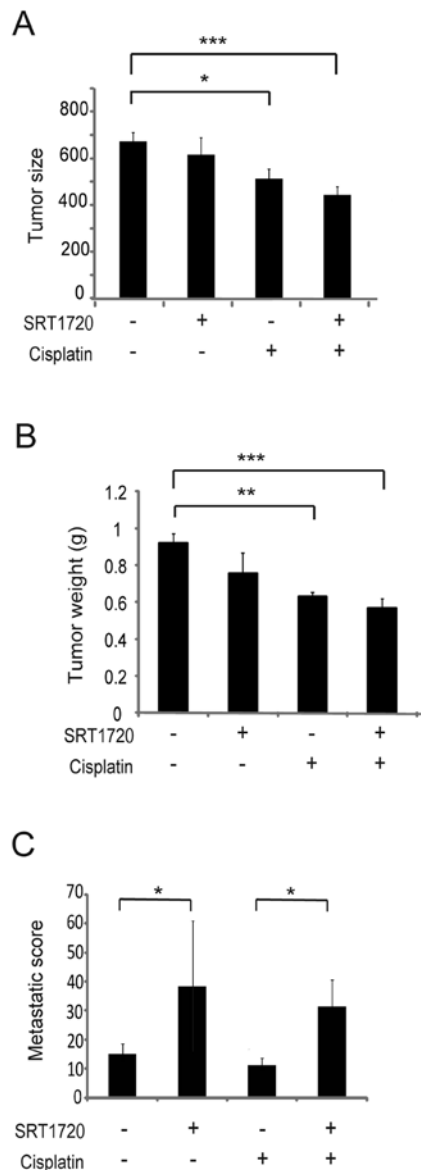 A
***
*
800
600
400
200
0
Tumor size
SRT1720 - + - +
Cisplatin - - + +
B
***
**
1.2
1
0.8
0.6
0.4
0.2
0
Tumor weight (g)
SRT1720 - + - +
Cisplatin - - + +
C
* *
70
60
50
40
30
20
10
0
Metastatic score
SRT1720 - + - +
Cisplatin - - + +